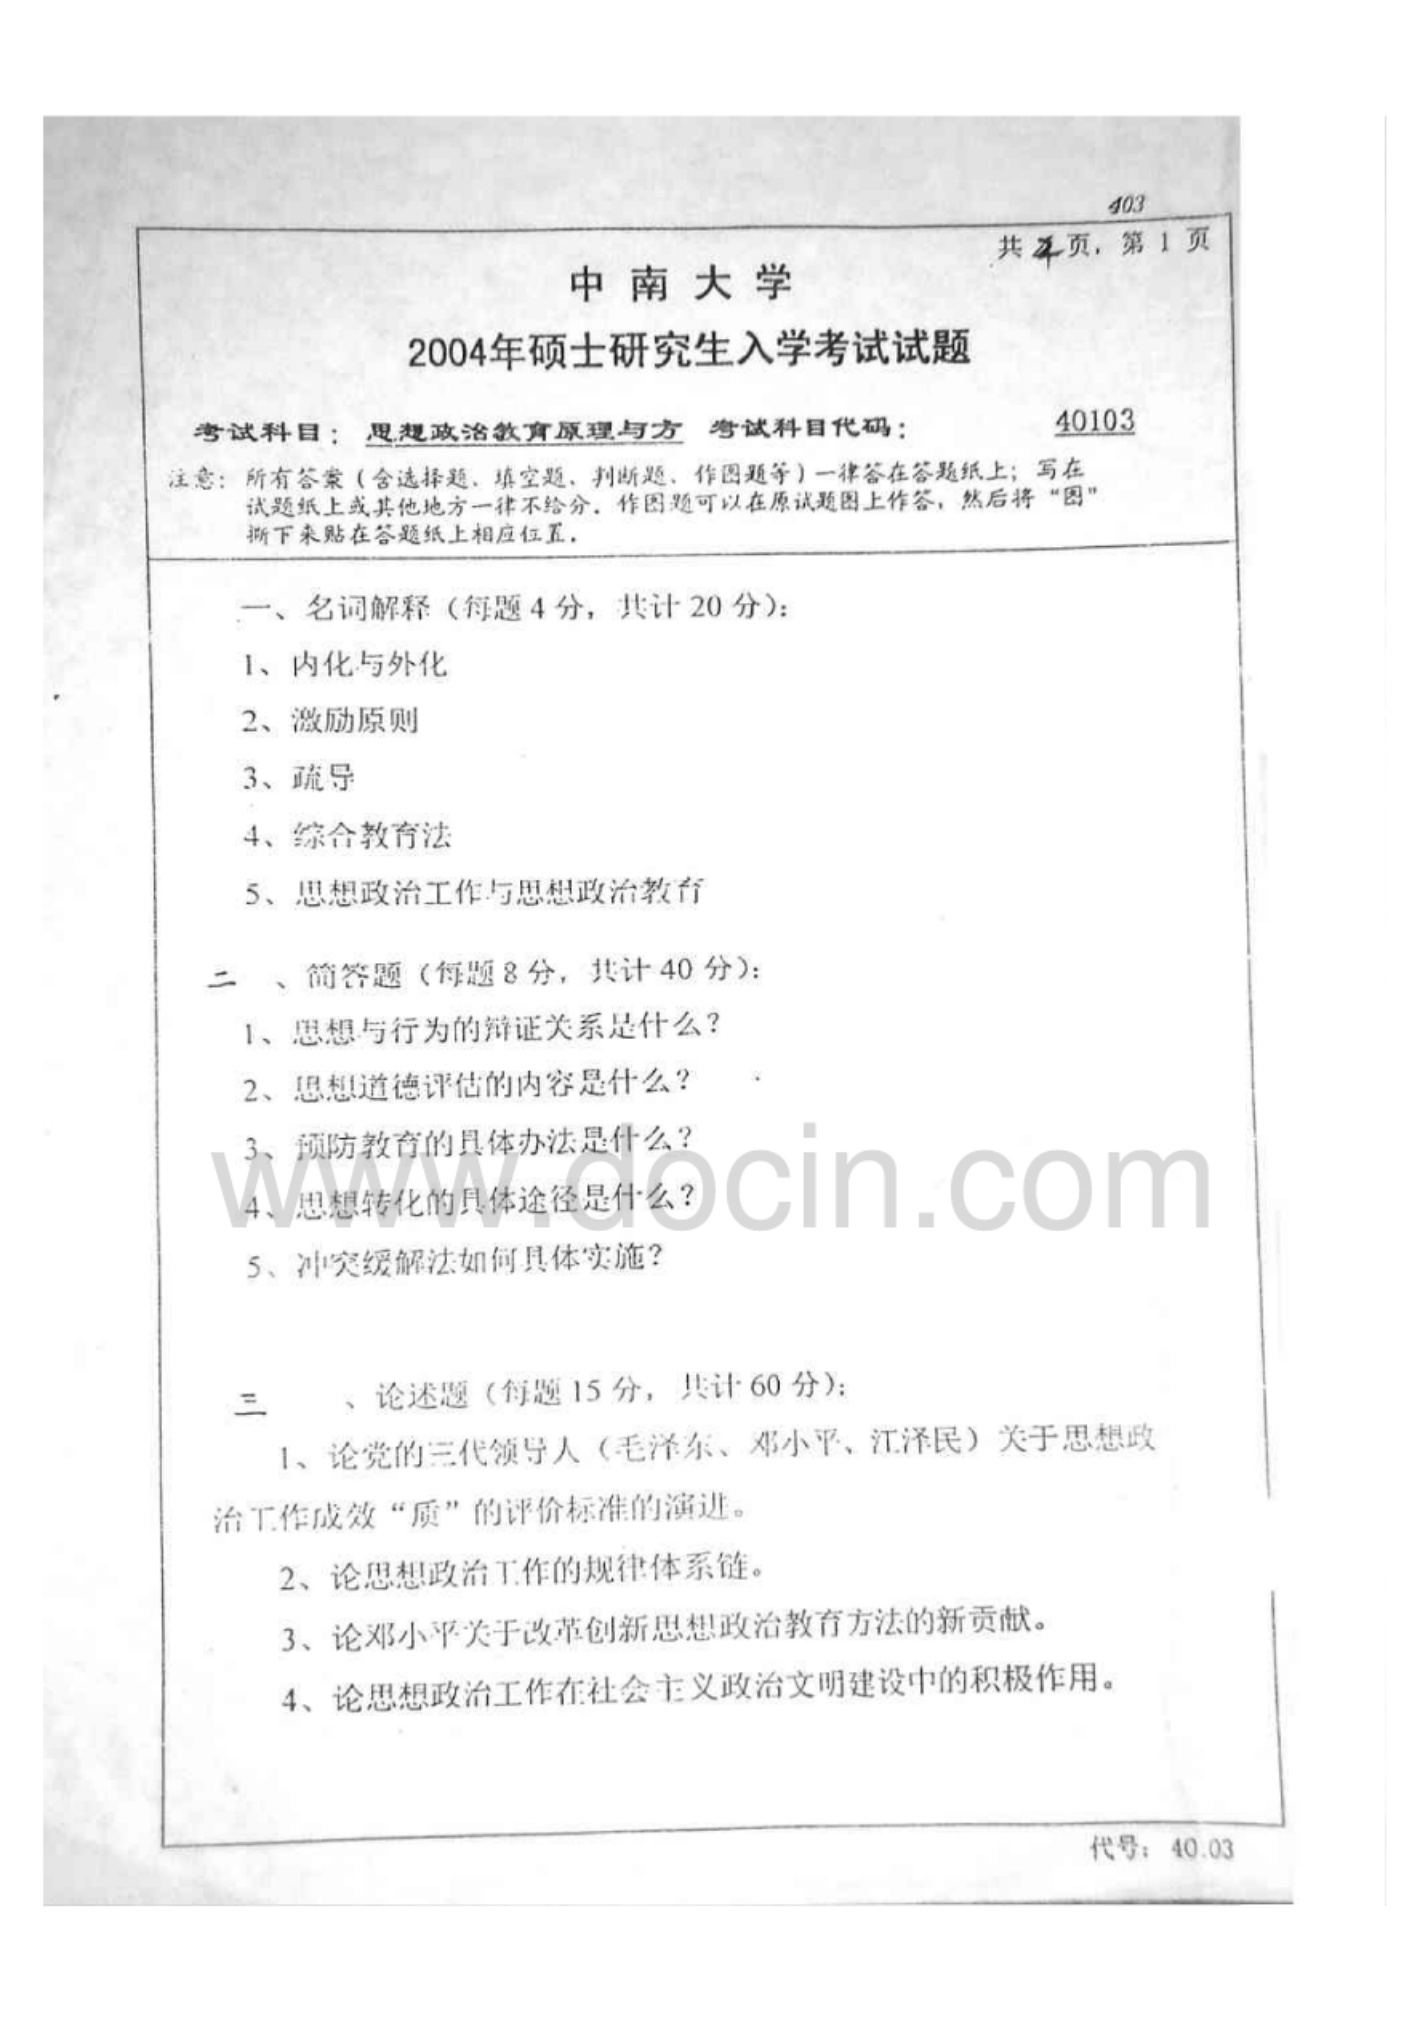 403
共2页，第1页
中南大学
2004年硕士研究生入学考试试题
考试科目：思想政治教育原理与方 考试科目代码： 40103
注意：所有答案（含选择题、填空题、判断题、作图题等）一律答在答题纸上；写在
试题纸上或其他地方一律不给分．作图题可以在原试题图上作答，然后将“图”
撕下来贴在答题纸上相应位置．
一、名词解释（每题4分，共计20分）：
1、内化与外化
2、激励原则
3、疏导
4、综合教育法
5、思想政治工作与思想政治教育
二、简答题（每题8分，共计40分）：
1、思想与行为的辩证关系是什么？
2、思想道德评估的内容是什么？
3、预防教育的具体办法是什么？
www.docin.com
4、思想转化的具体途径是什么？
5、冲突缓解法如何具体实施？
三、论述题（每题15分，共计60分）：
1、论党的三代领导人（毛泽东、邓小平、江泽民）关于思想政
治工作成效“质”的评价标准的演进。
2、论思想政治工作的规律体系链。
3、论邓小平关于改革创新思想政治教育方法的新贡献。
4、论思想政治工作在社会主义政治文明建设中的积极作用。
代号：40.03